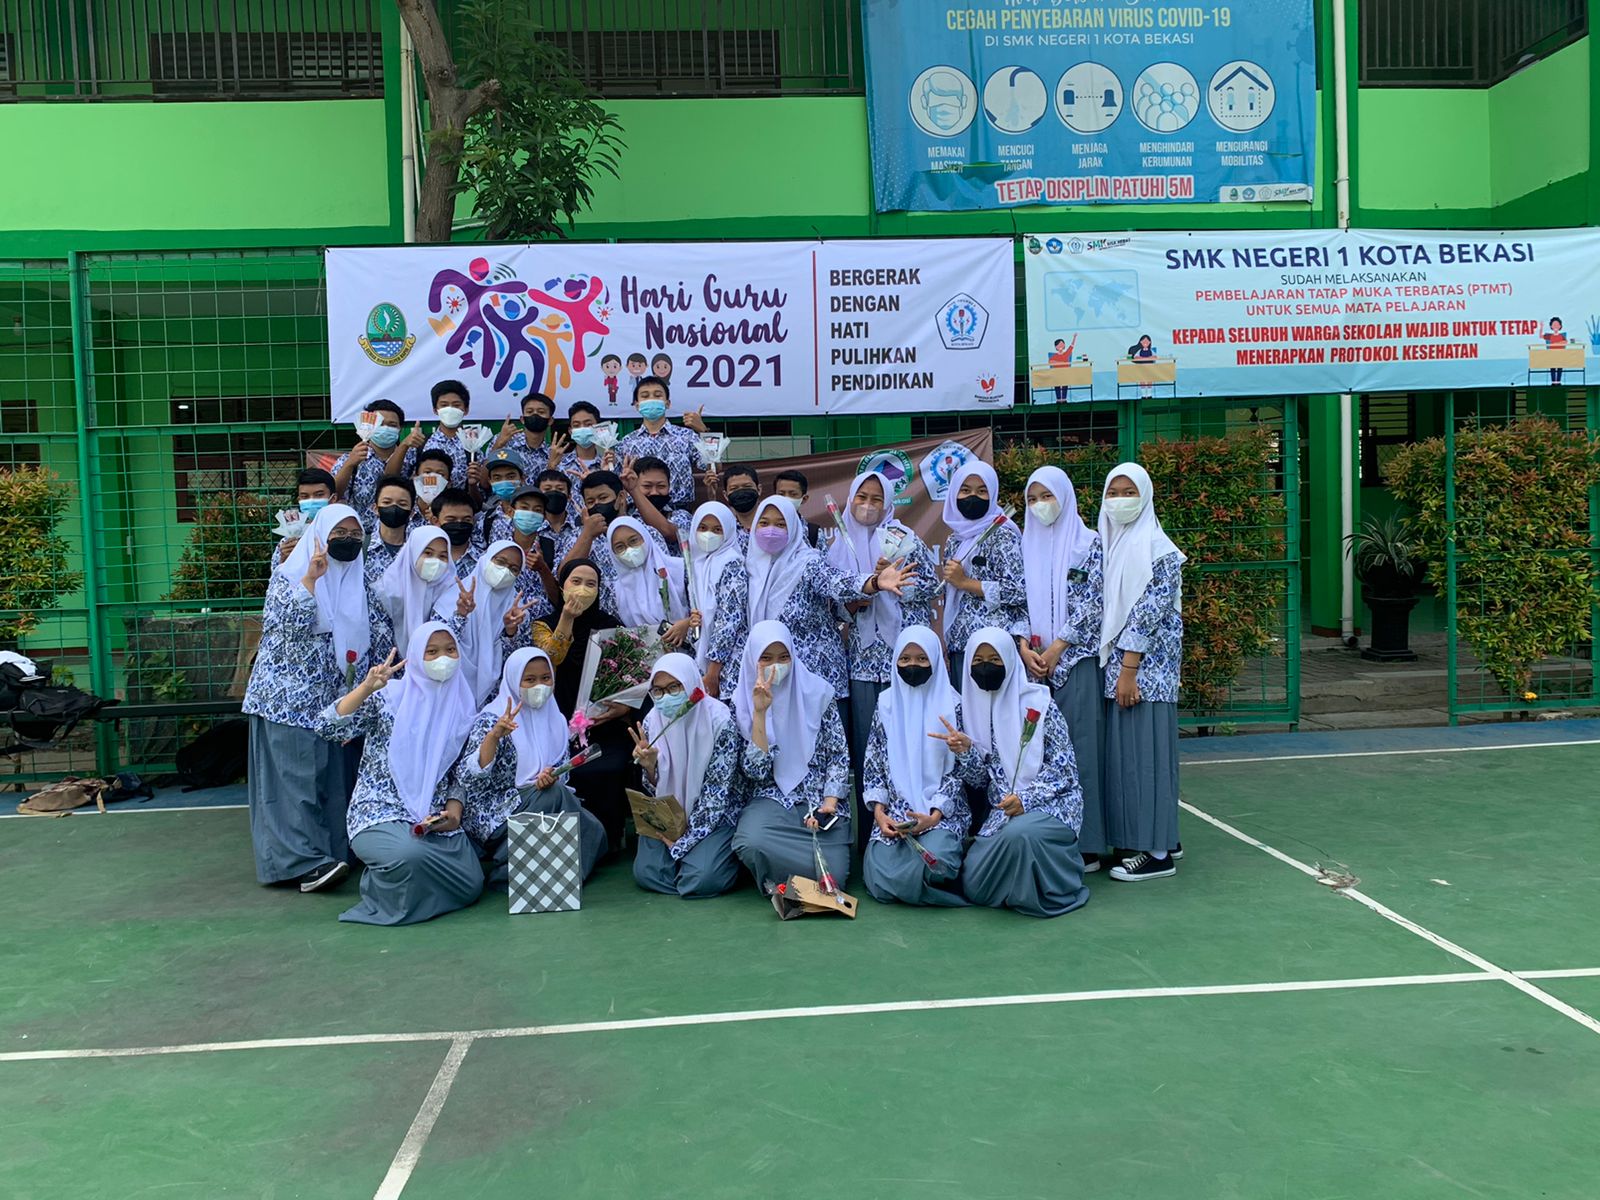 CEGAH PENYEBARAN VIRUS COVID-19
DI SMK NEGERI 1 KOTA BEKASI
MEMAKAI
MASKER
MENCUCI
TANGAN
MENJAGA
JARAK
MENGHINDARI
KERUMUNAN
MENGURANGI
MOBILITAS
TETAP DISIPLIN PATUHI 5M
Hari Guru
Nasional
2021
BERGERAK
DENGAN
HATI
PULIHKAN
PENDIDIKAN
KOTA BEKASI
SMK NEGERI 1 KOTA BEKASI
SUDAH MELAKSANAKAN
PEMBELAJARAN TATAP MUKA TERBATAS (PTMT)
UNTUK SEMUA MATA PELAJARAN
KEPADA SELURUH WARGA SEKOLAH WAJIB UNTUK TETAP
MENERAPKAN PROTOKOL KESEHATAN